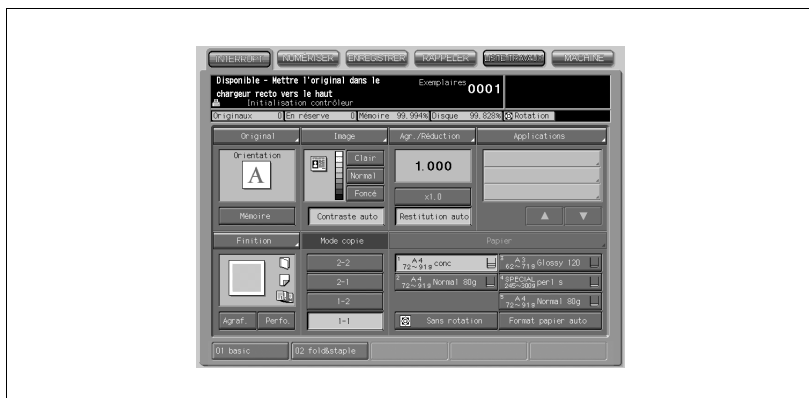 INTERRUPT NUMÉRISER ENREGISTRER RAPPELER LISTE TRAVAUX MACHINE
Disponible - Mettre l'original dans le
chargeur recto vers le haut
Exemplaires 0001
Initialisation contrôleur
Originaux 0 En réserve 0 Mémoire 99.994% Disque 99.828% Rotation
Original Image Agr./Réduction Applications
Orientation
A
Clair
Normal
Foncé
1.000
x1.0
Mémoire Contraste auto Restitution auto
Finition Mode copie Papier
2-2
2-1
1-2
1-1
1 A4 72~91g conc
2 A4 72~91g Normal 80g
3 A3 62~71g Glossy 120
4 SPECIAL 245~300g perl s
5 A4 72~91g Normal 80g
Agraf. Perfo. Sans rotation Format papier auto
01 basic 02 fold&staple